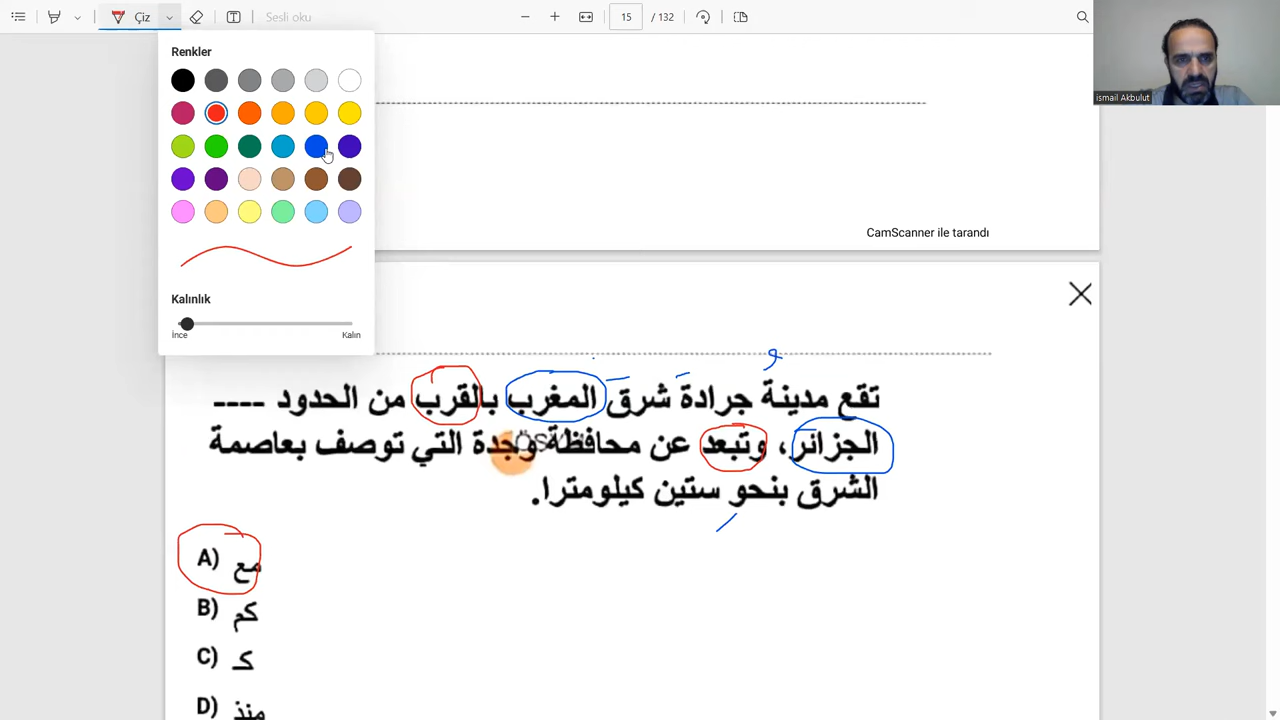 Çiz
Sesli oku
15
/ 132
ismail Akbulut
Renkler
Kalınlık
İnce
Kalın
CamScanner ile tarandı
تقع مدينة جرادة شرق المغرب بالقرب من الحدود ----
الجزائر، وتبعد عن محافظة وجدة التي توصف بعاصمة
الشرق بنحو ستين كيلومترا.
A) مع
B) كم
C) كـ
D) منذ